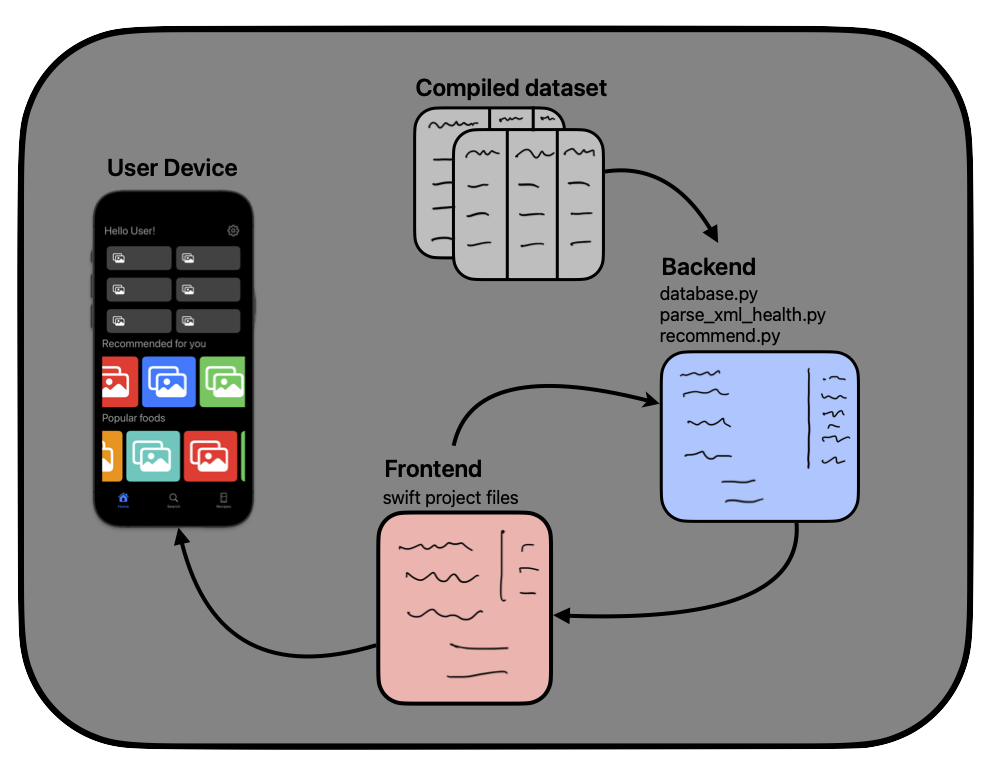 Compiled dataset
User Device
Hello User!
Recommended for you
Popular foods
Home
Search
Recipes
Backend
database.py
parse_xml_health.py
recommend.py
Frontend
swift project files